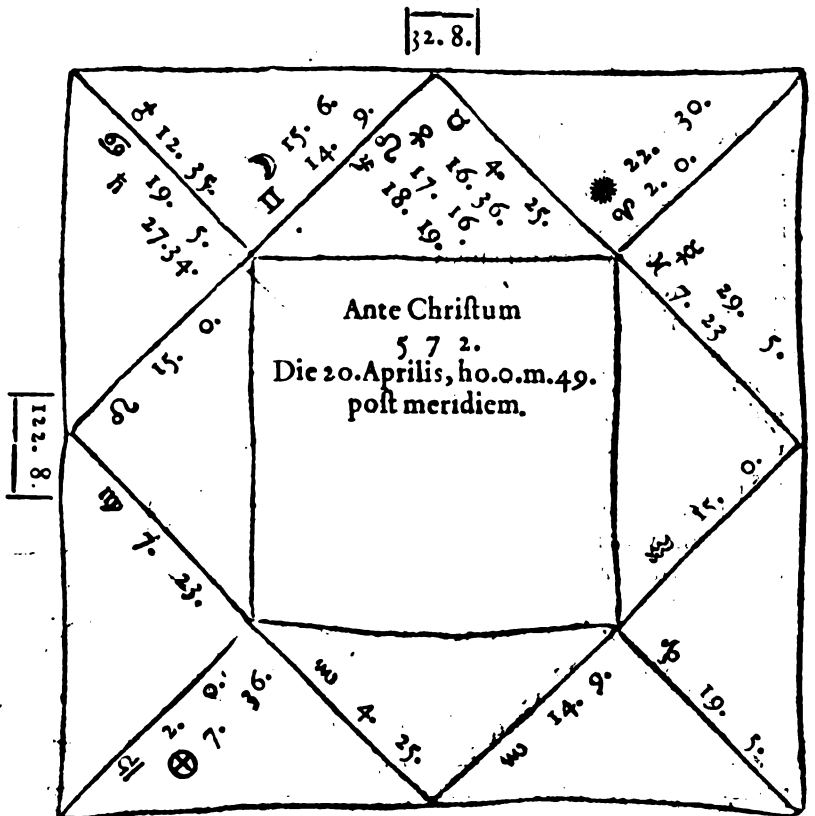 32. 8.
12. 35.
♋ 19. 5.
♄ 27.34.
☽ 15. 6.
♊ 14. 9.
♉ 4. 25.
16. 36.
☊ 17. 16.
18. 19.
☉ 22. 30.
♈ 2. 0.
29. 5.
♓ 7. 23
Ante Chriſtum
5 7 2.
Die 20. Aprilis, ho. 0. m. 49.
poſt meridiem.
♌ 15. 0.
122. 8.
♍ 7. 23.
♒ 15. 0.
♎ 2. 0.
⊕ 7. 36.
♏ 4. 25.
♏ 14. 9.
♑ 19. 5.